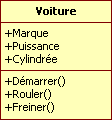 Voiture
+Marque
+Puissance
+Cylindrée
+Démarrer()
+Rouler()
+Freiner()